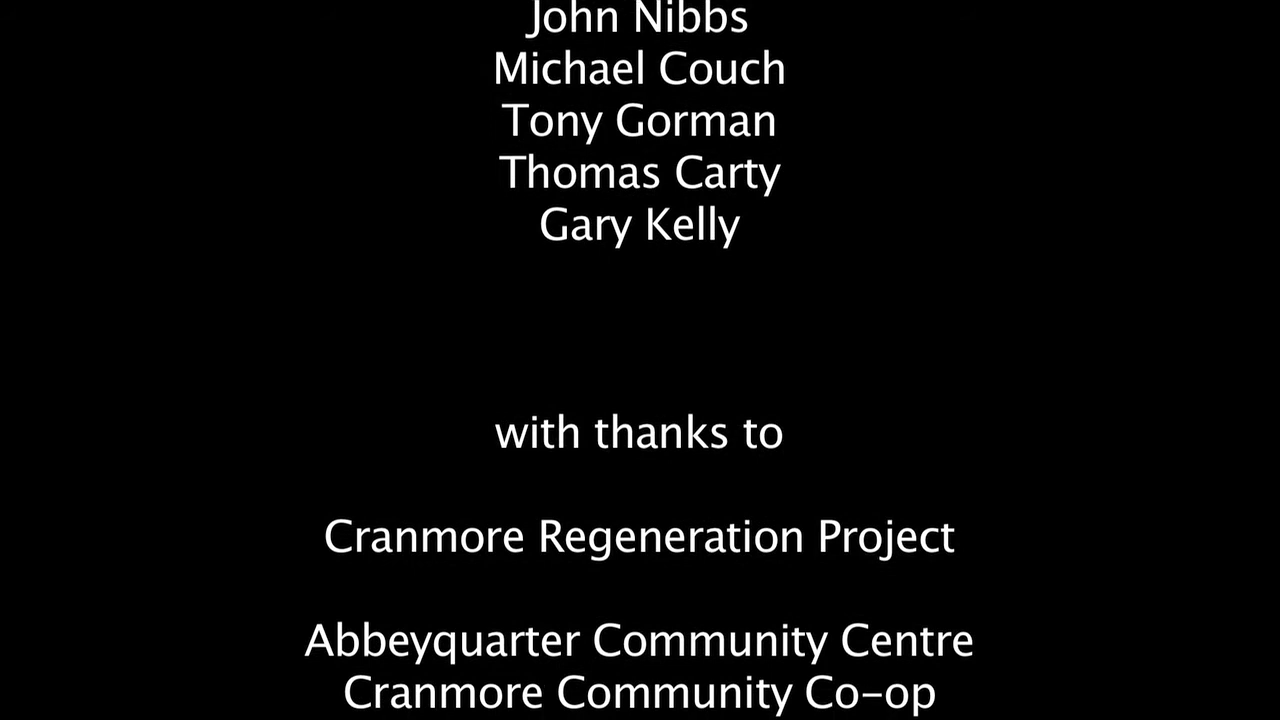 John Nibbs
Michael Couch
Tony Gorman
Thomas Carty
Gary Kelly
with thanks to
Cranmore Regeneration Project
Abbeyquarter Community Centre
Cranmore Community Co-op